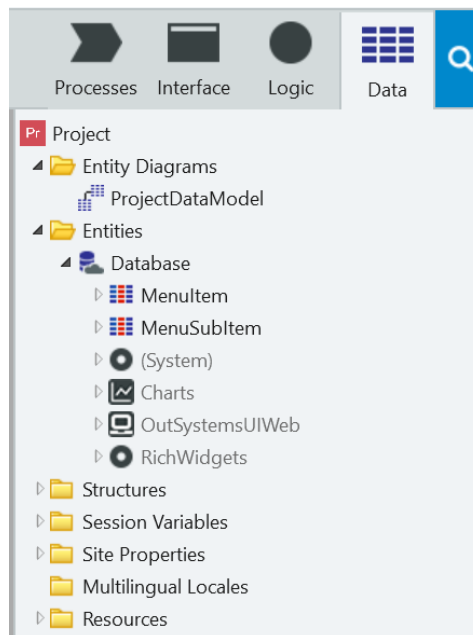 Processes Interface Logic Data
Pr Project
Entity Diagrams
ProjectDataModel
Entities
Database
MenuItem
MenuSubItem
(System)
Charts
OutSystemsUIWeb
RichWidgets
Structures
Session Variables
Site Properties
Multilingual Locales
Resources